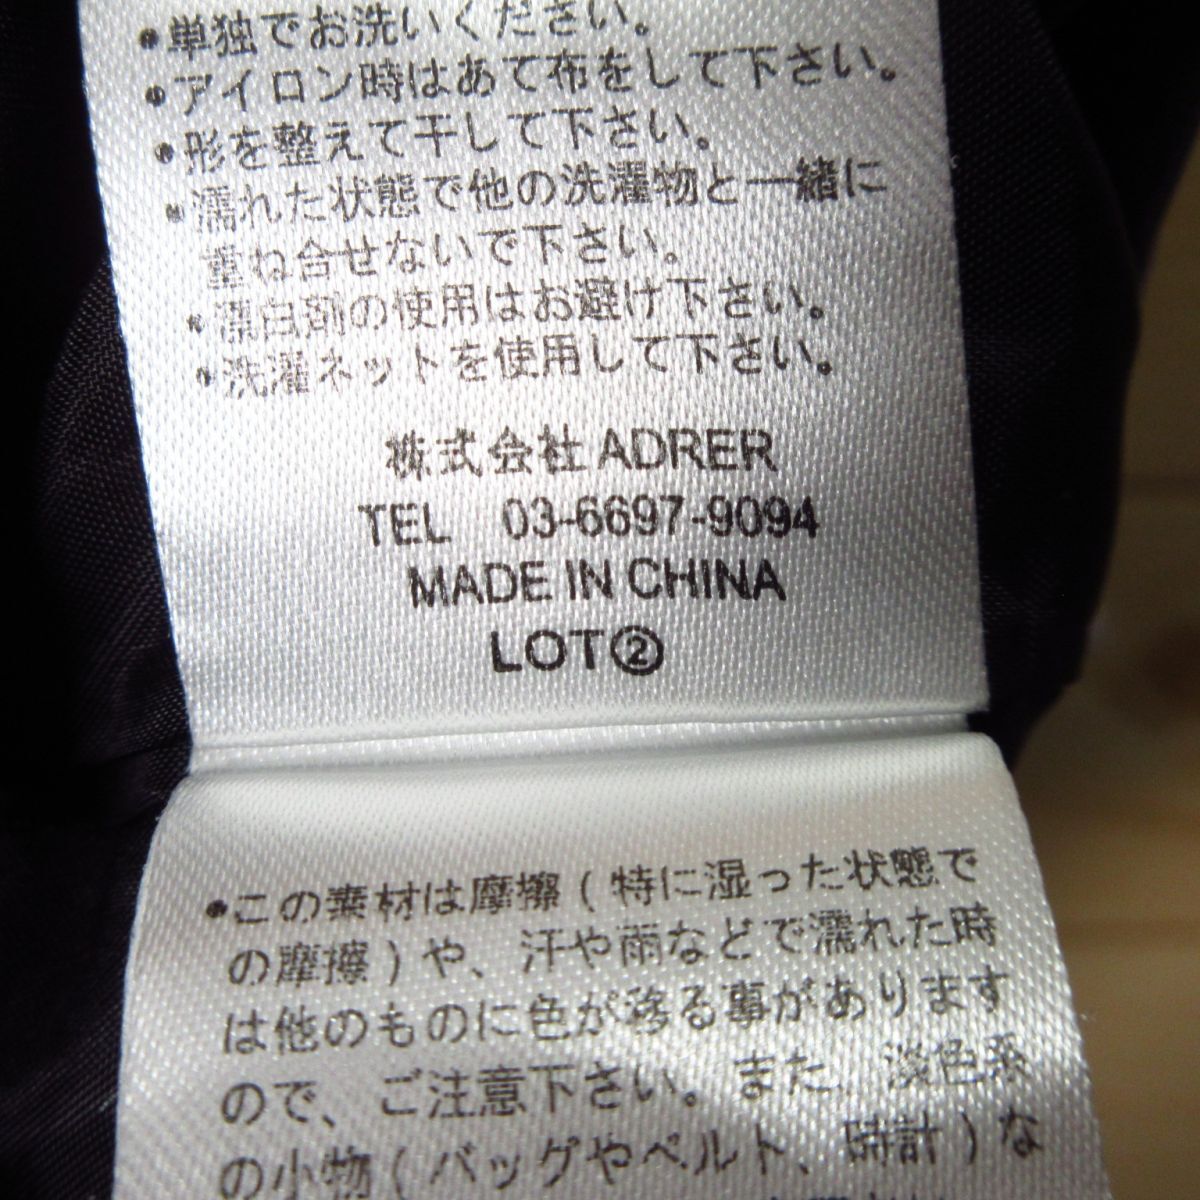 •単独でお洗いください。
•アイロン時はあて布をして下さい。
•形を整えて干して下さい。
•濡れた状態で他の洗濯物と一緒に
重ね合せないで下さい。
•漂白剤の使用はお避け下さい。
•洗濯ネットを使用して下さい。
株式会社 ADRER
TEL 03-6697-9094
MADE IN CHINA
LOT②
•この素材は摩擦(特に湿った状態で
の摩擦)や、汗や雨などで濡れた時
は他のものに色が移る事があります
ので、ご注意下さい。また、淡色系
の小物(バッグやベルト、時計)な